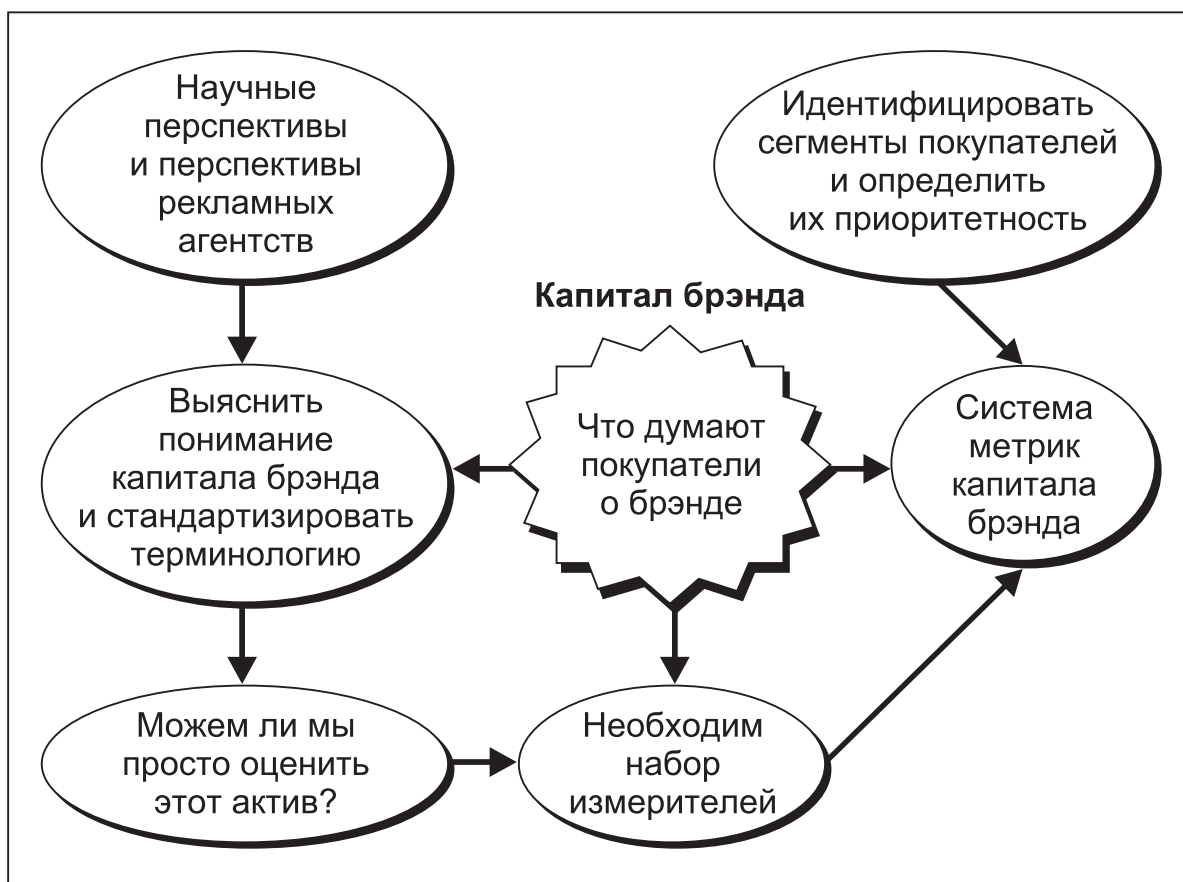 Научные
перспективы
и перспективы
рекламных
агентств
Идентифицировать
сегменты покупателей
и определить
их приоритетность
Капитал брэнда
Выяснить
понимание
капитала брэнда
и стандартизировать
терминологию
Что думают
покупатели
о брэнде
Система
метрик
капитала
брэнда
Можем ли мы
просто оценить
этот актив?
Необходим
набор
измерителей